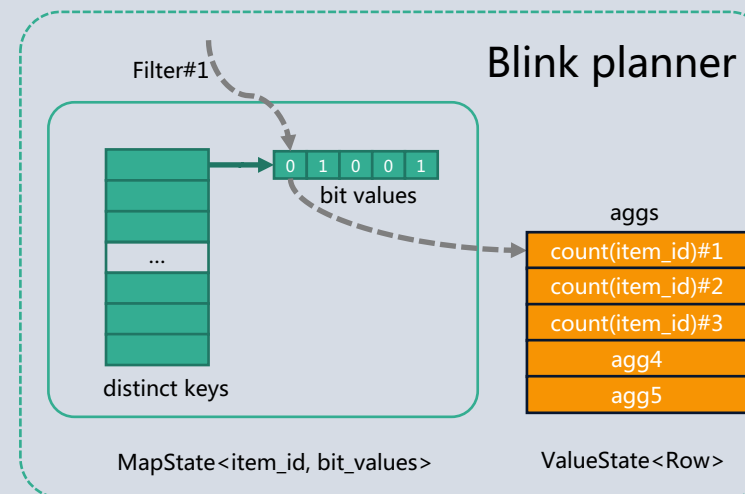 Blink planner
Filter#1
0 1 0 0 1
bit values
...
distinct keys
aggs
count(item_id)#1
count(item_id)#2
count(item_id)#3
agg4
agg5
MapState<item_id, bit_values>
ValueState<Row>